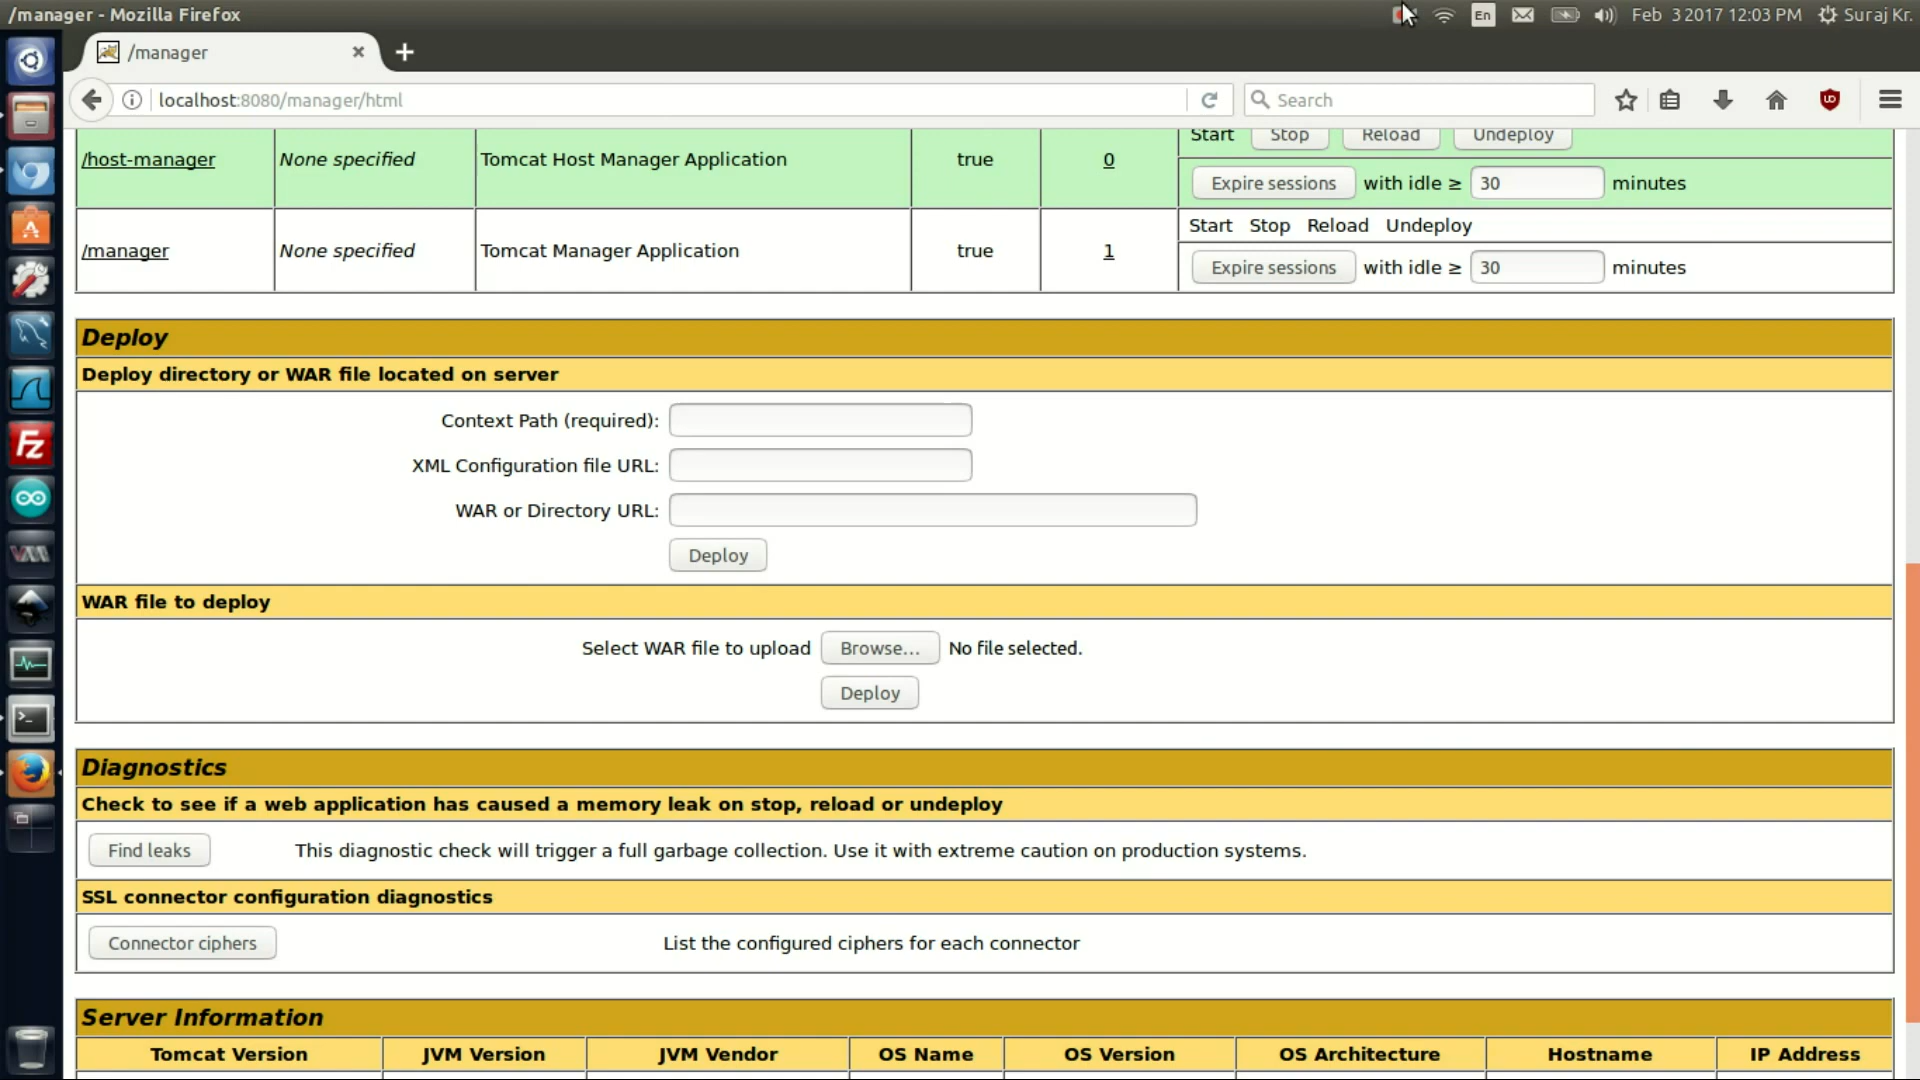 /manager - Mozilla Firefox
En
Feb 3 2017 12:03 PM
Suraj Kr.
/manager
localhost:8080/manager/html
Search
/host-manager
None specified
Tomcat Host Manager Application
true
0
Start Stop Reload Undeploy
Expire sessions with idle ≥ 30 minutes
/manager
None specified
Tomcat Manager Application
true
1
Start Stop Reload Undeploy
Expire sessions with idle ≥ 30 minutes
Deploy
Deploy directory or WAR file located on server
Context Path (required):
XML Configuration file URL:
WAR or Directory URL:
Deploy
WAR file to deploy
Select WAR file to upload Browse... No file selected.
Deploy
Diagnostics
Check to see if a web application has caused a memory leak on stop, reload or undeploy
Find leaks This diagnostic check will trigger a full garbage collection. Use it with extreme caution on production systems.
SSL connector configuration diagnostics
Connector ciphers List the configured ciphers for each connector
Server Information
Tomcat Version JVM Version JVM Vendor OS Name OS Version OS Architecture Hostname IP Address